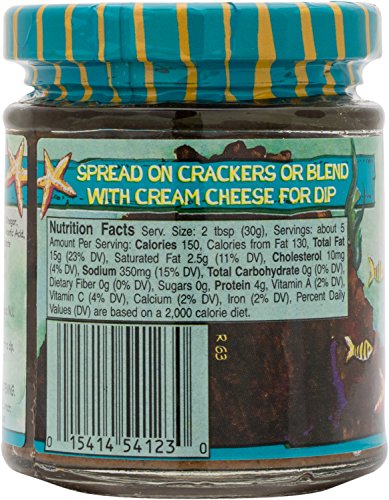 SPREAD ON CRACKERS OR BLEND
WITH CREAM CHEESE FOR DIP
Nutrition Facts Serv. Size: 2 tbsp (30g), Servings: about 5
Amount Per Serving: Calories 150, Calories from Fat 130, Total Fat
15g (23% DV), Saturated Fat 2.5g (11% DV), Cholesterol 10mg
(4% DV), Sodium 350mg (15% DV), Total Carbohydrate 0g (0% DV),
Dietary Fiber 0g (0% DV), Sugars 0g, Protein 4g, Vitamin A (2% DV),
Vitamin C (4% DV), Calcium (2% DV), Iron (2% DV), Percent Daily
Values (DV) are based on a 2,000 calorie diet.
R 63
0 15414 54123 0